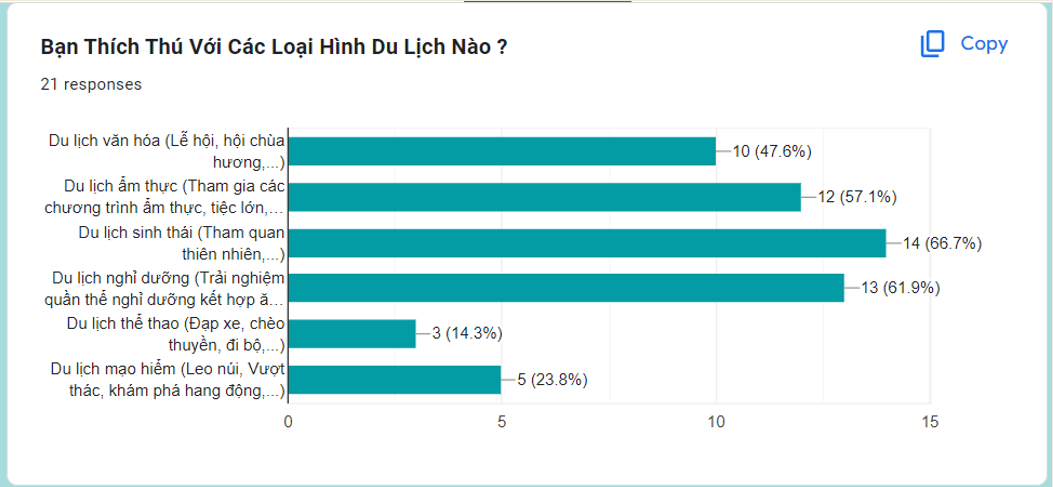 Bạn Thích Thú Với Các Loại Hình Du Lịch Nào ?
Copy
21 responses
Du lịch văn hóa (Lễ hội, hội chùa
hương,...)
10 (47.6%)
Du lịch ẩm thực (Tham gia các
chương trình ẩm thực, tiệc lớn,…
12 (57.1%)
Du lịch sinh thái (Tham quan
thiên nhiên,...)
14 (66.7%)
Du lịch nghỉ dưỡng (Trải nghiệm
quần thể nghỉ dưỡng kết hợp ă…
13 (61.9%)
Du lịch thể thao (Đạp xe, chèo
thuyền, đi bộ,...)
3 (14.3%)
Du lịch mạo hiểm (Leo núi, Vượt
thác, khám phá hang động,...)
5 (23.8%)
0 5 10 15